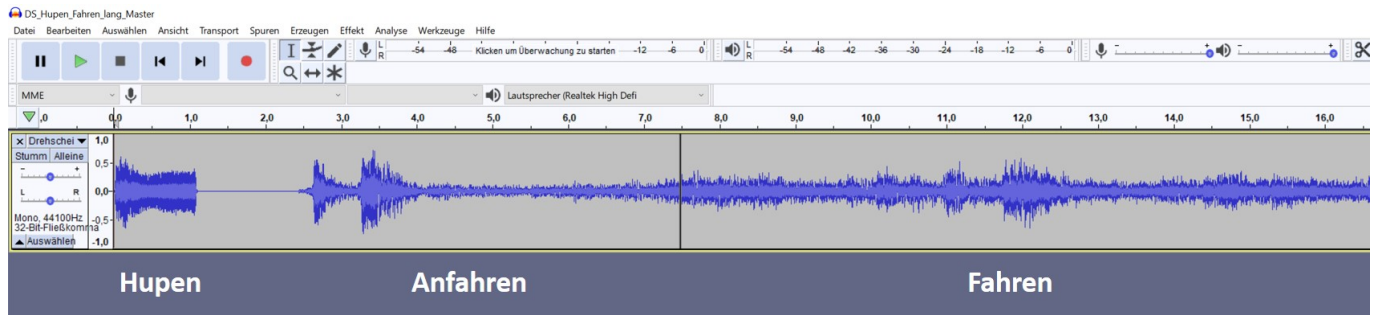 DS_Hupen_Fahren_lang_Master
Datei Bearbeiten Auswählen Ansicht Transport Spuren Erzeugen Effekt Analyse Werkzeuge Hilfe
L R -54 -48 Klicken um Überwachung zu starten -12 -6 0 L R -54 -48 -42 -36 -30 -24 -18 -12 -6 0 - + - +
MME Lautsprecher (Realtek High Defi
,0 0,0 1,0 2,0 3,0 4,0 5,0 6,0 7,0 8,0 9,0 10,0 11,0 12,0 13,0 14,0 15,0 16,0
x Drehschei 1,0
Stumm Alleine 0,5
- +
L R 0,0
Mono, 44100Hz -0,5
32-Bit-Fließkomma
Auswählen -1,0
Hupen Anfahren Fahren